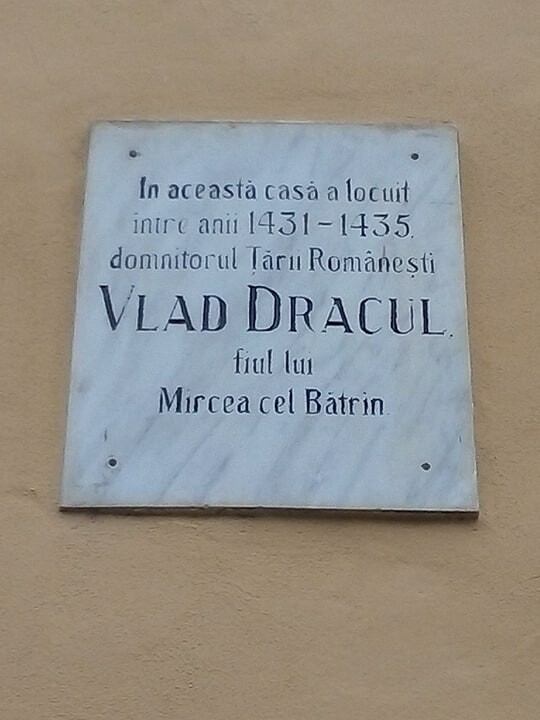 In această casă a locuit
între anii 1431-1435,
domnitorul Țării Românești
VLAD DRACUL,
fiul lui
Mircea cel Bătrîn